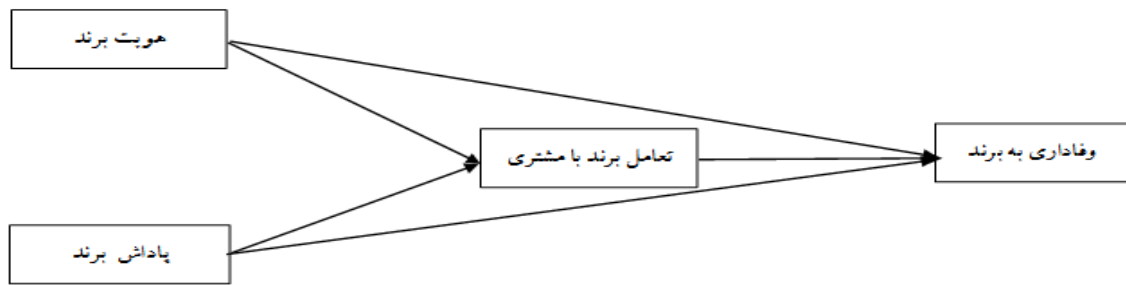 هویت برند
تعامل برند با مشتری
وفاداری به برند
پاداش برند